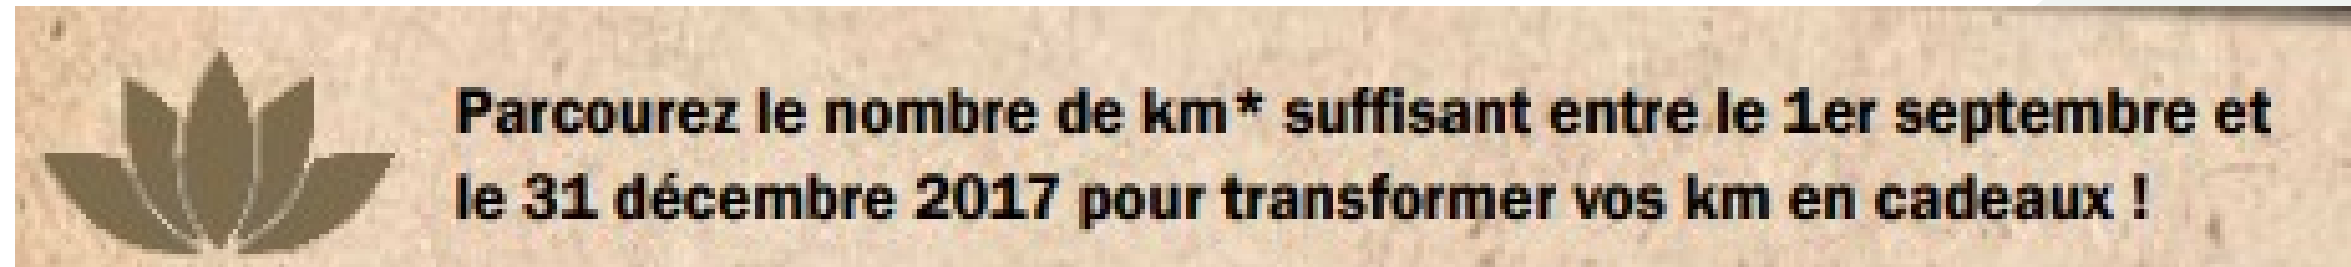 Parcourez le nombre de km* suffisant entre le 1er septembre et
le 31 décembre 2017 pour transformer vos km en cadeaux !